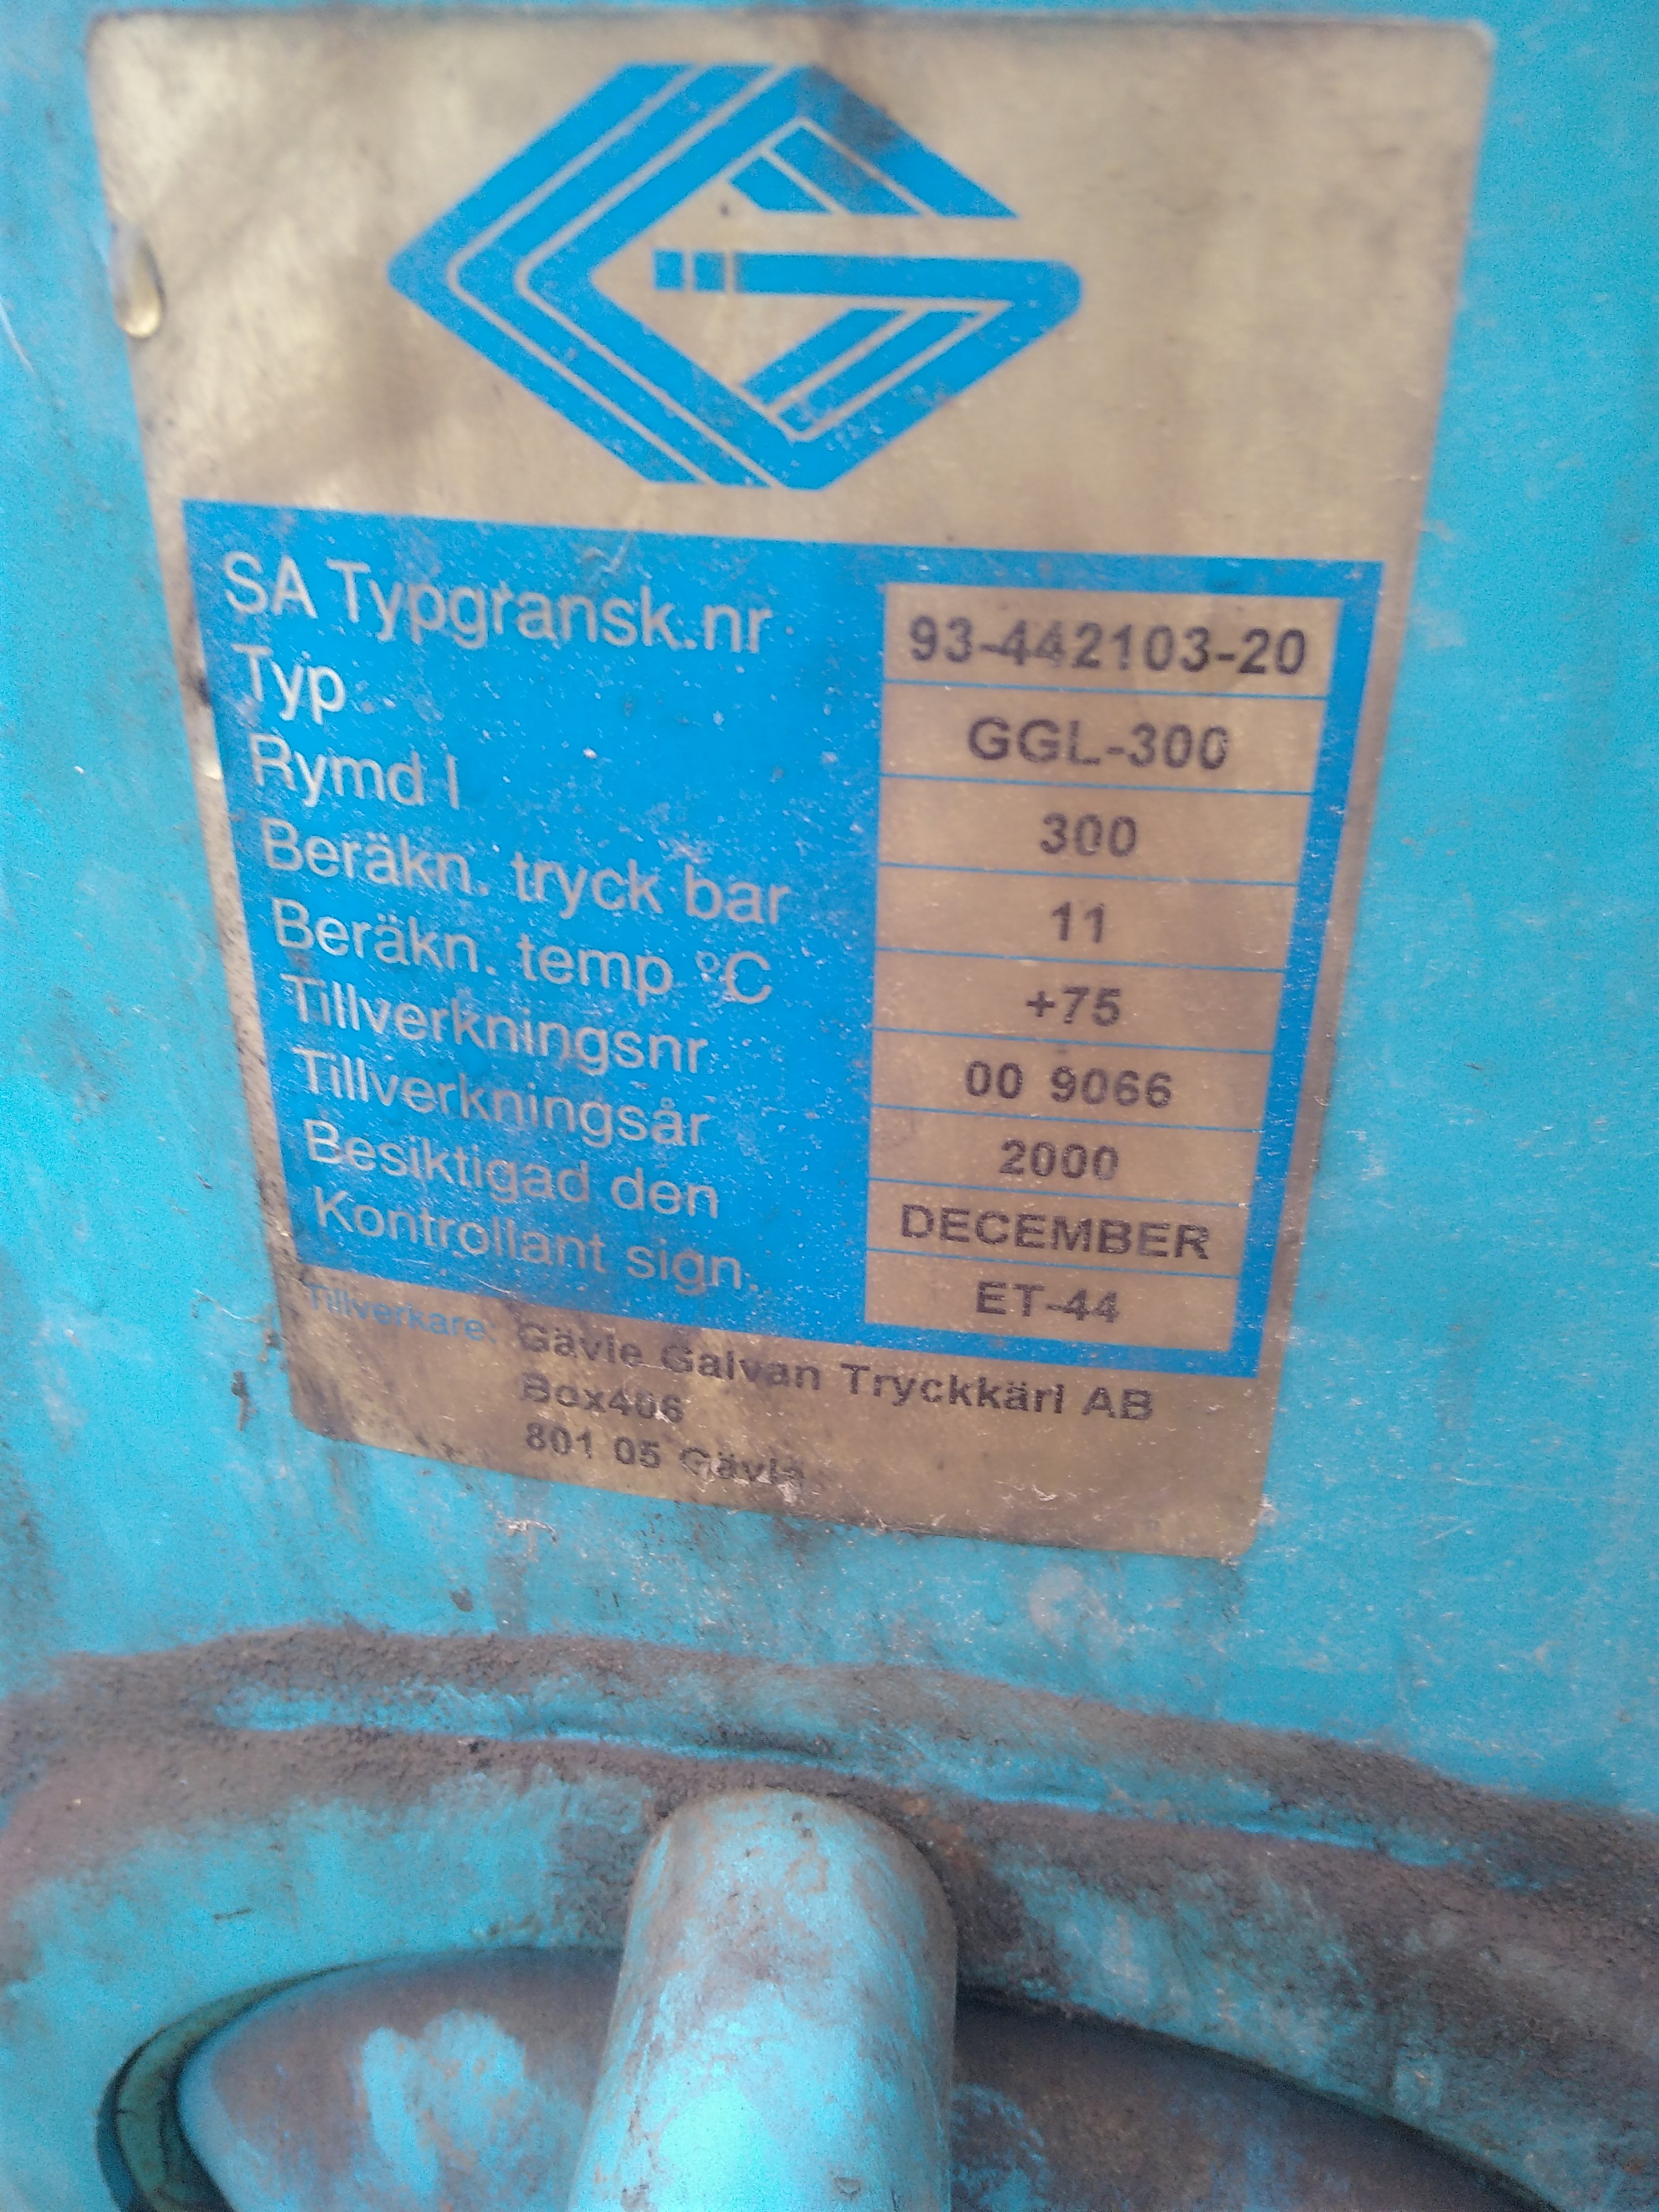 SA Typgransk.nr 93-442103-20
Typ GGL-300
Rymd l 300
Beräkn. tryck bar 11
Beräkn. temp °C +75
Tillverkningsnr 00 9066
Tillverkningsår 2000
Besiktigad den DECEMBER
Kontrollant sign. ET-44
Tillverkare: Gävle Galvan Tryckkärl AB
Box406
801 05 Gävle